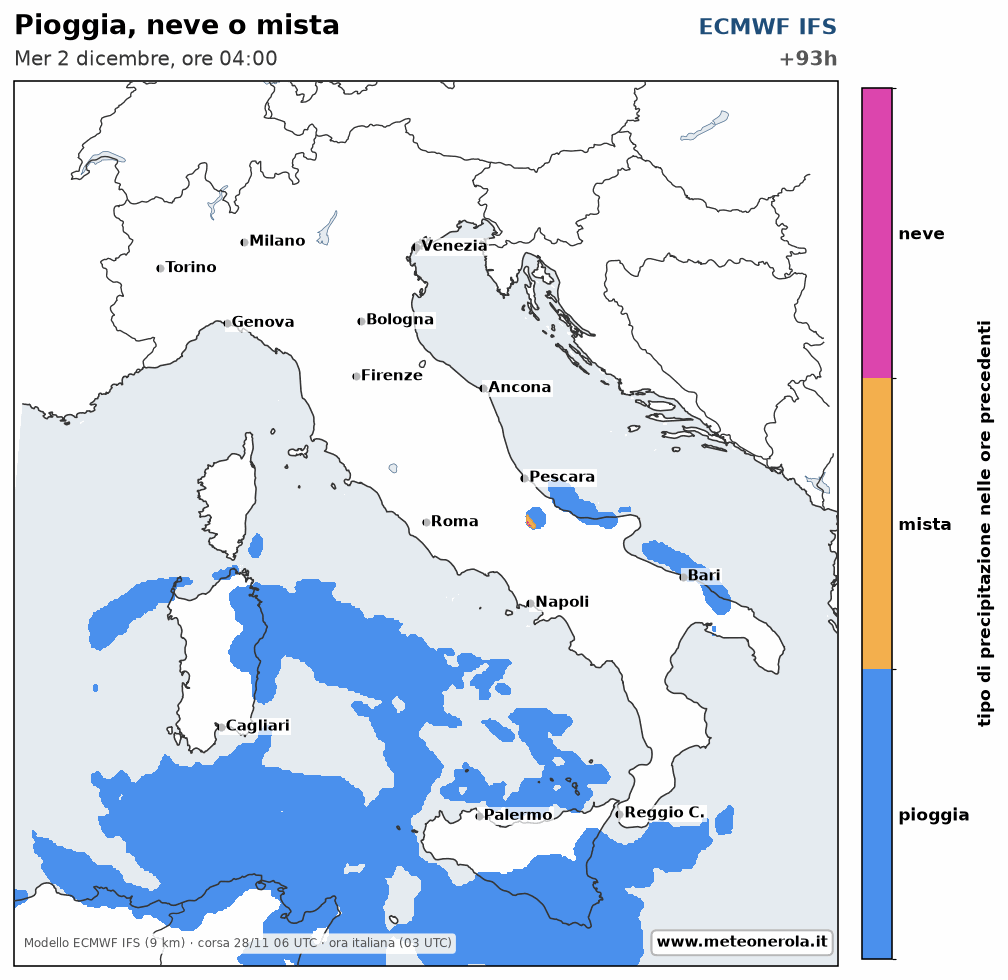 Pioggia, neve o mista
ECMWF IFS
Mer 2 dicembre, ore 04:00
+93h
neve
Milano
Venezia
Torino
Genova
Bologna
Firenze
Ancona
Pescara
Roma
mista
Bari
Napoli
Cagliari
Palermo
Reggio C.
pioggia
tipo di precipitazione nelle ore precedenti
Modello ECMWF IFS (9 km) · corsa 28/11 06 UTC · ora italiana (03 UTC)
www.meteonerola.it